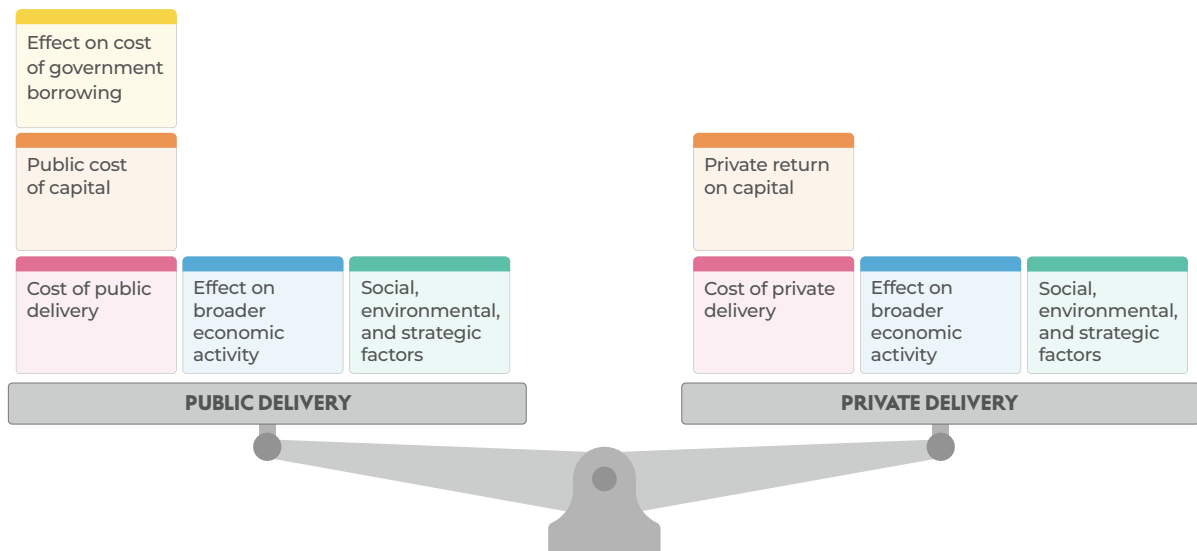 Effect on cost
of government
borrowing
Public cost
of capital
Cost of public
delivery
Effect on
broader
economic
activity
Social,
environmental,
and strategic
factors
PUBLIC DELIVERY
Private return
on capital
Cost of private
delivery
Effect on
broader
economic
activity
Social,
environmental,
and strategic
factors
PRIVATE DELIVERY